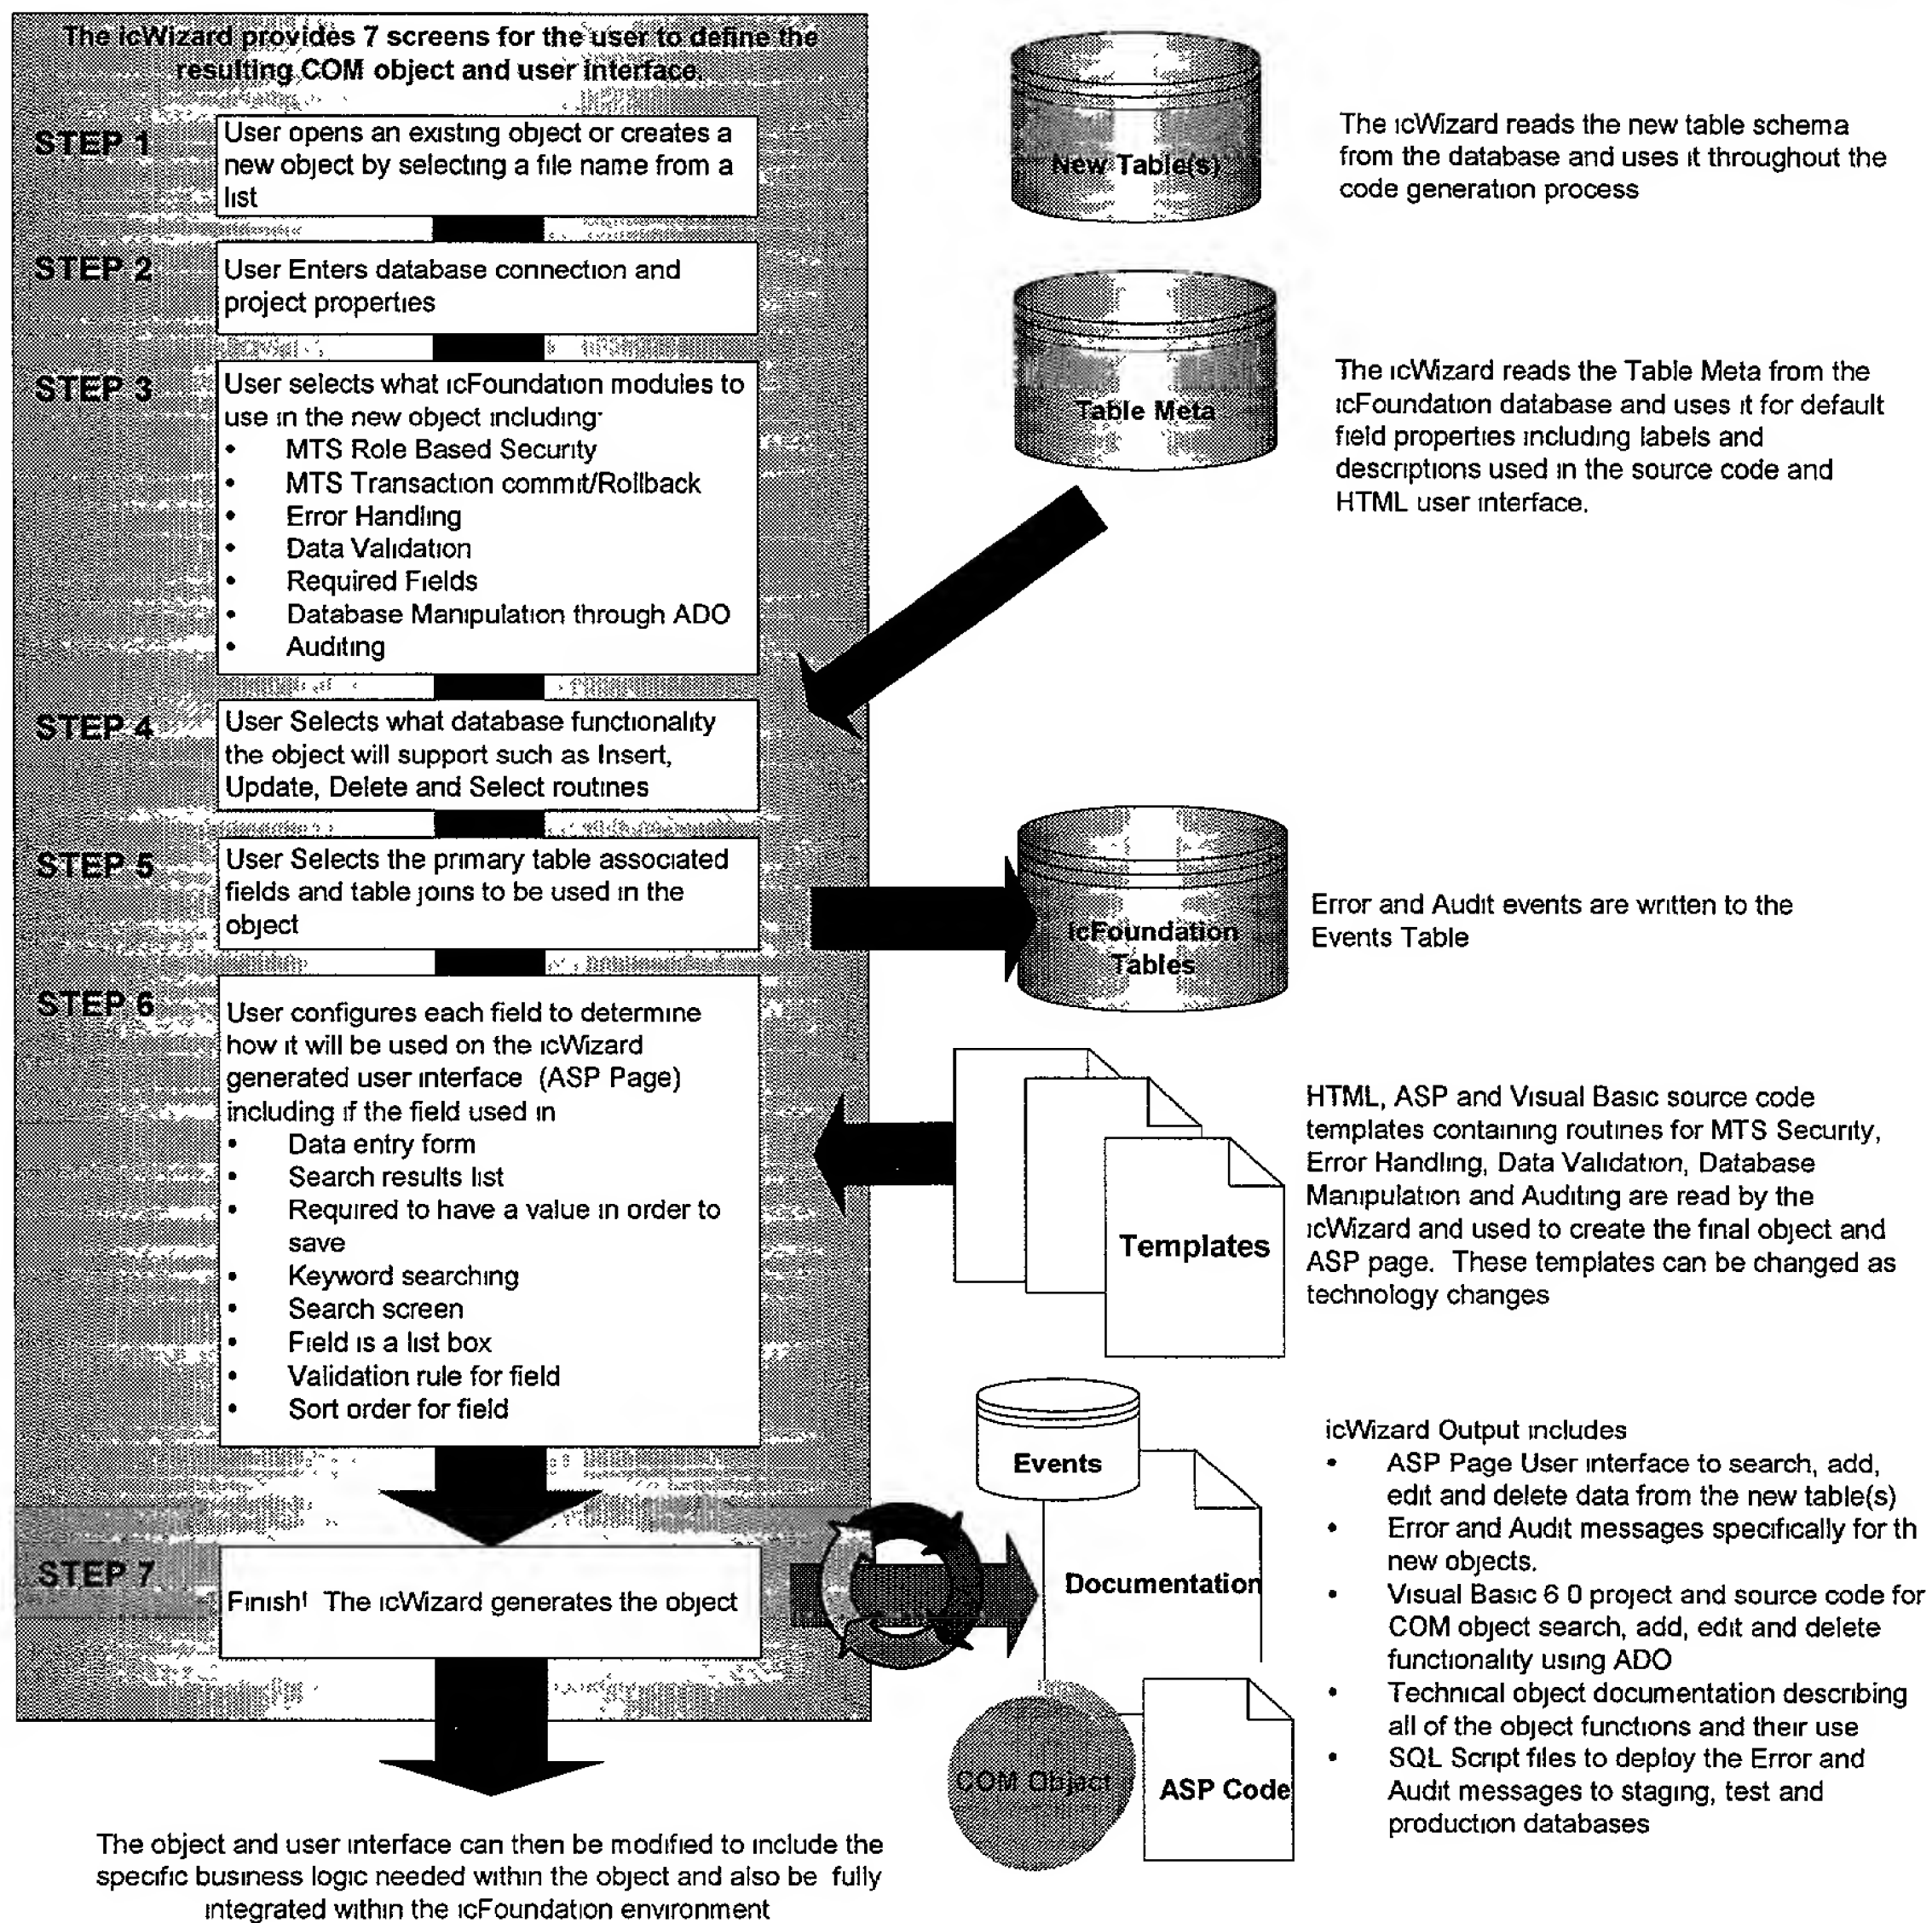 The icWizard provides 7 screens for the user to define the
resulting COM object and user interface.
STEP 1
User opens an existing object or creates a
new object by selecting a file name from a
list
STEP 2
User Enters database connection and
project properties
STEP 3
User selects what icFoundation modules to
use in the new object including:
• MTS Role Based Security
• MTS Transaction commit/Rollback
• Error Handling
• Data Validation
• Required Fields
• Database Manipulation through ADO
• Auditing
STEP 4
User Selects what database functionality
the object will support such as Insert,
Update, Delete and Select routines
STEP 5
User Selects the primary table associated
fields and table joins to be used in the
object
STEP 6
User configures each field to determine
how it will be used on the icWizard
generated user interface (ASP Page)
including if the field used in
• Data entry form
• Search results list
• Required to have a value in order to
save
• Keyword searching
• Search screen
• Field is a list box
• Validation rule for field
• Sort order for field
STEP 7
Finish! The icWizard generates the object
The object and user interface can then be modified to include the
specific business logic needed within the object and also be fully
integrated within the icFoundation environment
New Table(s)
The icWizard reads the new table schema
from the database and uses it throughout the
code generation process
Table Meta
The icWizard reads the Table Meta from the
icFoundation database and uses it for default
field properties including labels and
descriptions used in the source code and
HTML user interface.
icFoundation
Tables
Error and Audit events are written to the
Events Table
Templates
HTML, ASP and Visual Basic source code
templates containing routines for MTS Security,
Error Handling, Data Validation, Database
Manipulation and Auditing are read by the
icWizard and used to create the final object and
ASP page. These templates can be changed as
technology changes
Events
Documentation
COM Object
ASP Code
icWizard Output includes
• ASP Page User interface to search, add,
edit and delete data from the new table(s)
• Error and Audit messages specifically for th
new objects.
• Visual Basic 6 0 project and source code for
COM object search, add, edit and delete
functionality using ADO
• Technical object documentation describing
all of the object functions and their use
• SQL Script files to deploy the Error and
Audit messages to staging, test and
production databases